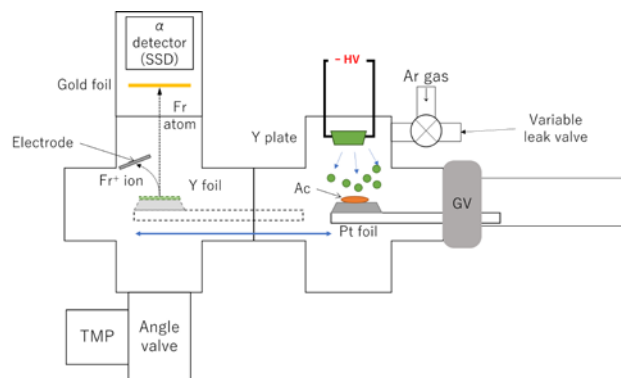 α
detector
(SSD)
Gold foil
Fr
atom
Electrode
Fr⁺ ion
Y foil
- HV
Ar gas
Y plate
Variable
leak valve
Ac
GV
Pt foil
TMP
Angle
valve